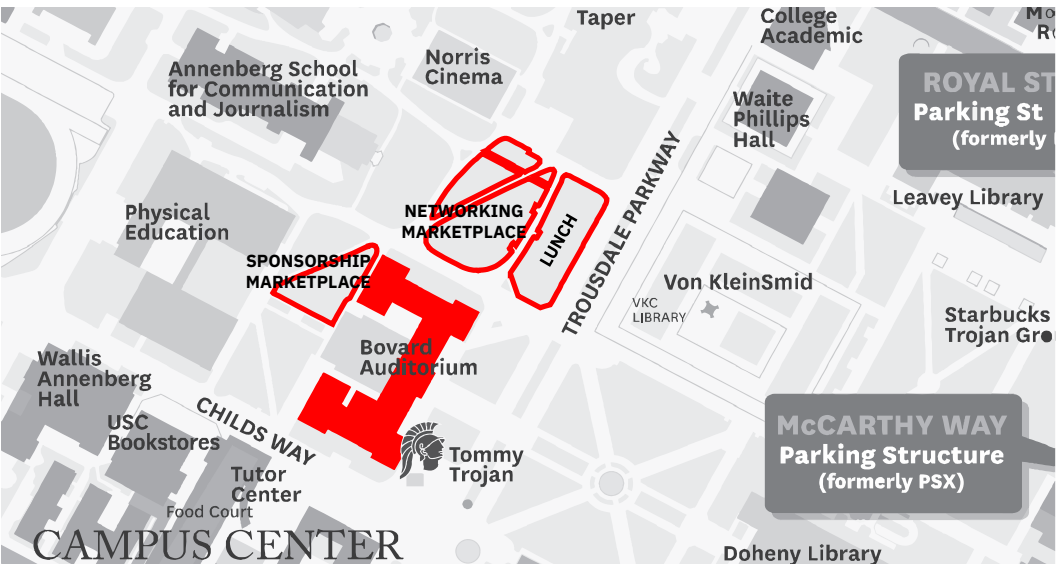 Taper
College
Academic
Norris
Cinema
Annenberg School
for Communication
and Journalism
ROYAL ST
Parking St
(formerly
Waite
Phillips
Hall
Leavey Library
Physical
Education
NETWORKING
MARKETPLACE
LUNCH
TROUSDALE PARKWAY
SPONSORSHIP
MARKETPLACE
Von KleinSmid
VKC
LIBRARY
Starbucks
Trojan Gro
Bovard
Auditorium
Wallis
Annenberg
Hall
USC
Bookstores
CHILDS WAY
McCARTHY WAY
Parking Structure
(formerly PSX)
Tommy
Trojan
Tutor
Center
Food Court
CAMPUS CENTER
Doheny Library